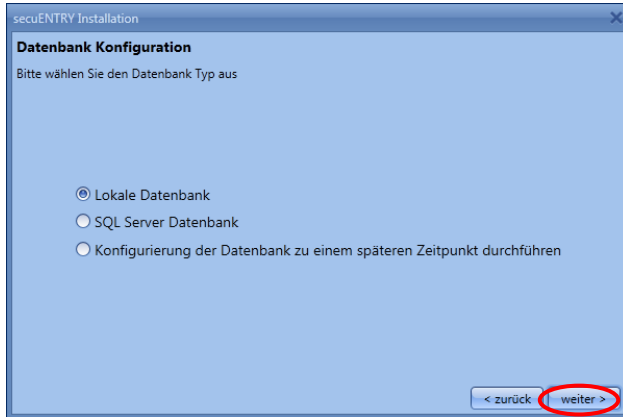 secuENTRY Installation
Datenbank Konfiguration
Bitte wählen Sie den Datenbank Typ aus
Lokale Datenbank
SQL Server Datenbank
Konfigurierung der Datenbank zu einem späteren Zeitpunkt durchführen
< zurück weiter >